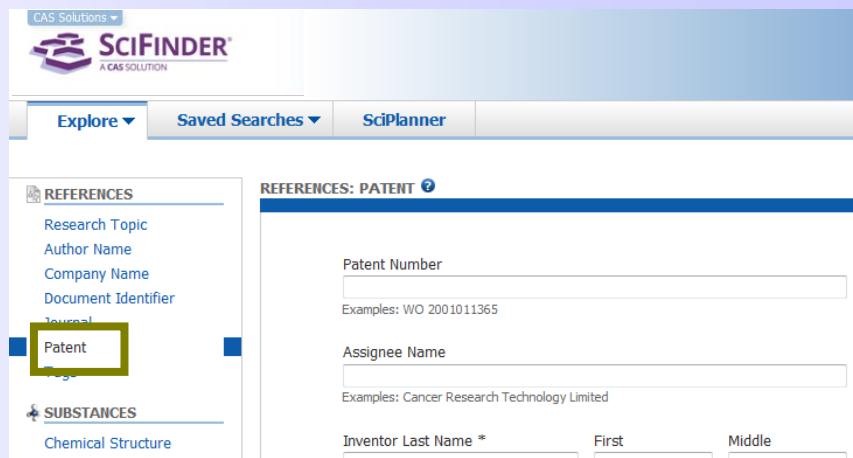 CAS Solutions ▾
SCIFINDER®
A CAS SOLUTION
Explore ▼ Saved Searches ▼ SciPlanner
REFERENCES
Research Topic
Author Name
Company Name
Document Identifier
Journal
Patent
Tags
SUBSTANCES
Chemical Structure
REFERENCES: PATENT ?
Patent Number
Examples: WO 2001011365
Assignee Name
Examples: Cancer Research Technology Limited
Inventor Last Name * First Middle